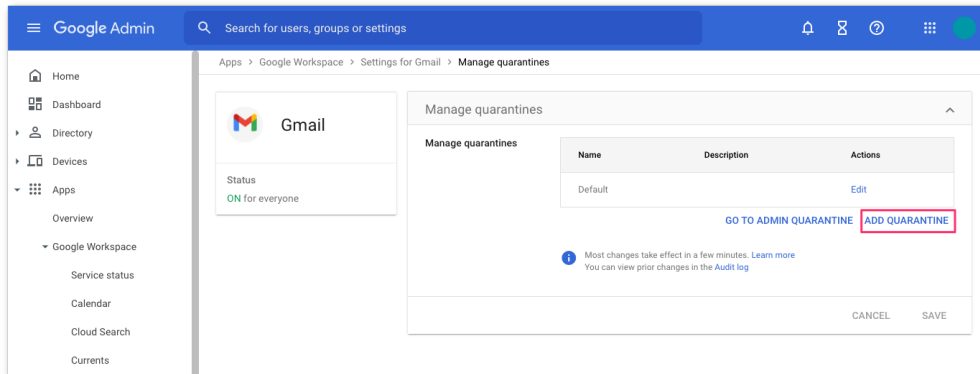 Google Admin
Search for users, groups or settings
Home
Dashboard
Directory
Devices
Apps
Overview
Google Workspace
Service status
Calendar
Cloud Search
Currents
Apps > Google Workspace > Settings for Gmail > Manage quarantines
Gmail
Status
ON for everyone
Manage quarantines
Manage quarantines
Name Description Actions
Default Edit
GO TO ADMIN QUARANTINE ADD QUARANTINE
Most changes take effect in a few minutes. Learn more
You can view prior changes in the Audit log
CANCEL SAVE